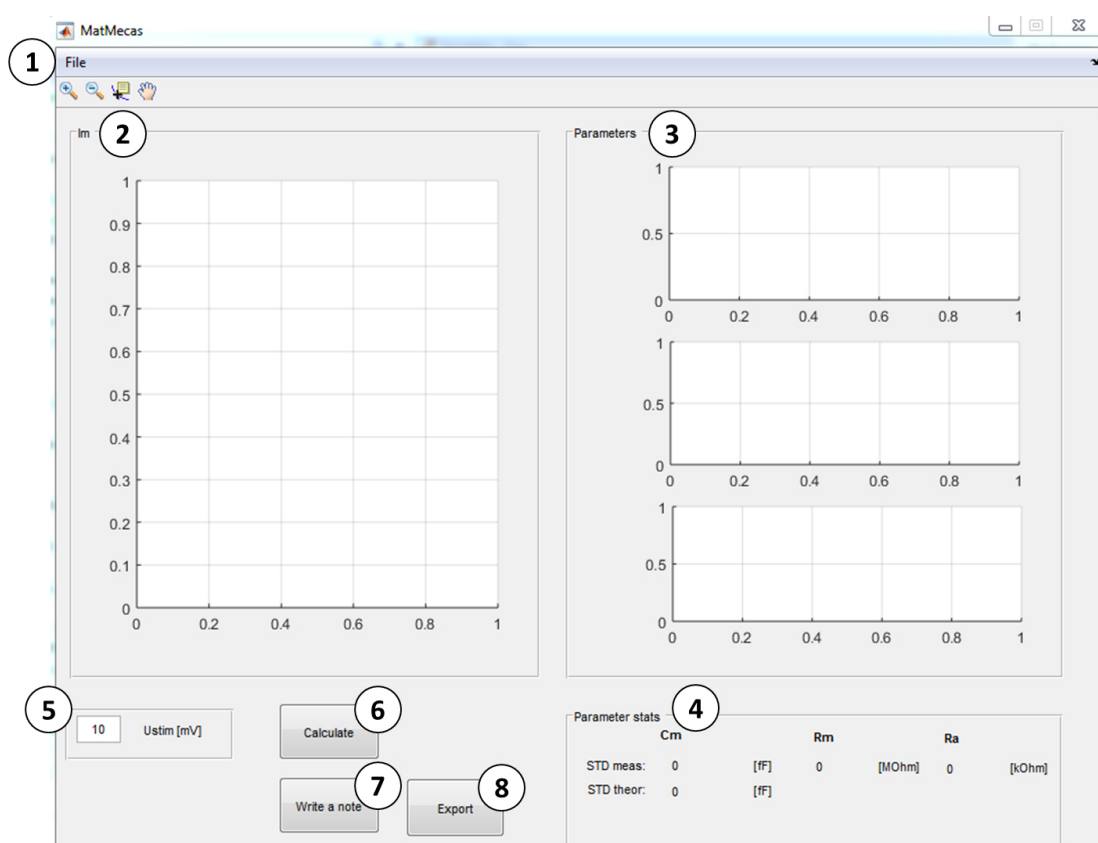 MatMecas
1
File
Im
2
1
0.9
0.8
0.7
0.6
0.5
0.4
0.3
0.2
0.1
0
0 0.2 0.4 0.6 0.8 1
Parameters
3
1
0.5
0
0 0.2 0.4 0.6 0.8 1
1
0.5
0
0 0.2 0.4 0.6 0.8 1
1
0.5
0
0 0.2 0.4 0.6 0.8 1
5
10 Ustim [mV]
6
Calculate
7
Write a note
8
Export
Parameter stats
4
Cm Rm Ra
STD meas: 0 [fF] 0 [MOhm] 0 [kOhm]
STD theor: 0 [fF]